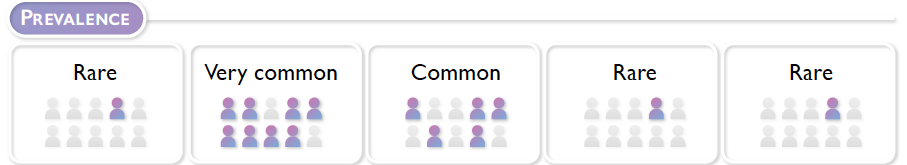 PREVALENCE
Rare
Very common
Common
Rare
Rare